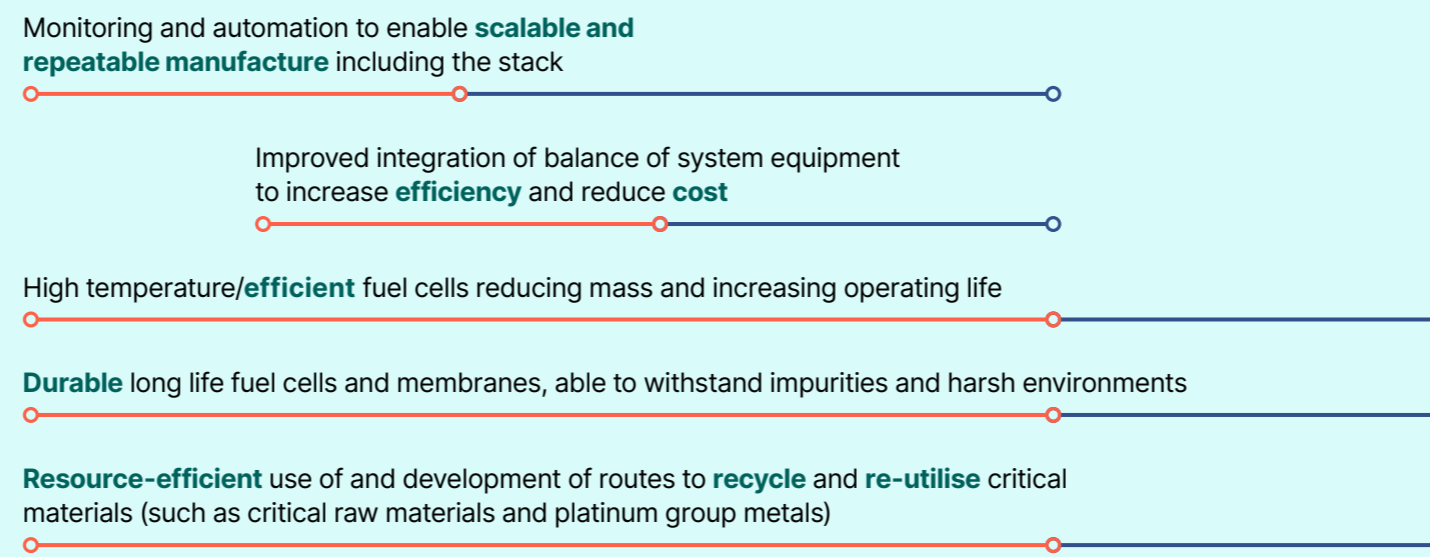 Monitoring and automation to enable scalable and
repeatable manufacture including the stack
Improved integration of balance of system equipment
to increase efficiency and reduce cost
High temperature/efficient fuel cells reducing mass and increasing operating life
Durable long life fuel cells and membranes, able to withstand impurities and harsh environments
Resource-efficient use of and development of routes to recycle and re-utilise critical
materials (such as critical raw materials and platinum group metals)